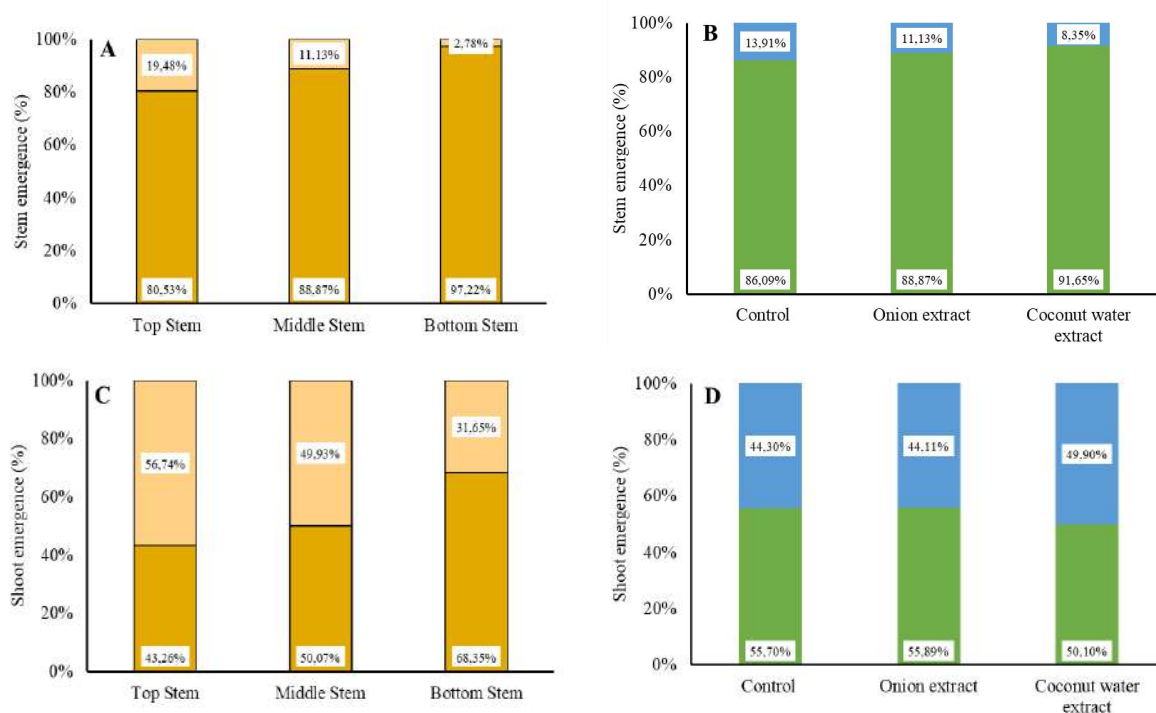 A
Stem emergence (%)
100%
80%
60%
40%
20%
0%
19,48%
11,13%
2,78%
80,53%
88,87%
97,22%
Top Stem
Middle Stem
Bottom Stem
B
Stem emergence (%)
100%
80%
60%
40%
20%
0%
13,91%
11,13%
8,35%
86,09%
88,87%
91,65%
Control
Onion extract
Coconut water
extract
C
Shoot emergence (%)
100%
80%
60%
40%
20%
0%
56,74%
49,93%
31,65%
43,26%
50,07%
68,35%
Top Stem
Middle Stem
Bottom Stem
D
Shoot emergence (%)
100%
80%
60%
40%
20%
0%
44,30%
44,11%
49,90%
55,70%
55,89%
50,10%
Control
Onion extract
Coconut water
extract